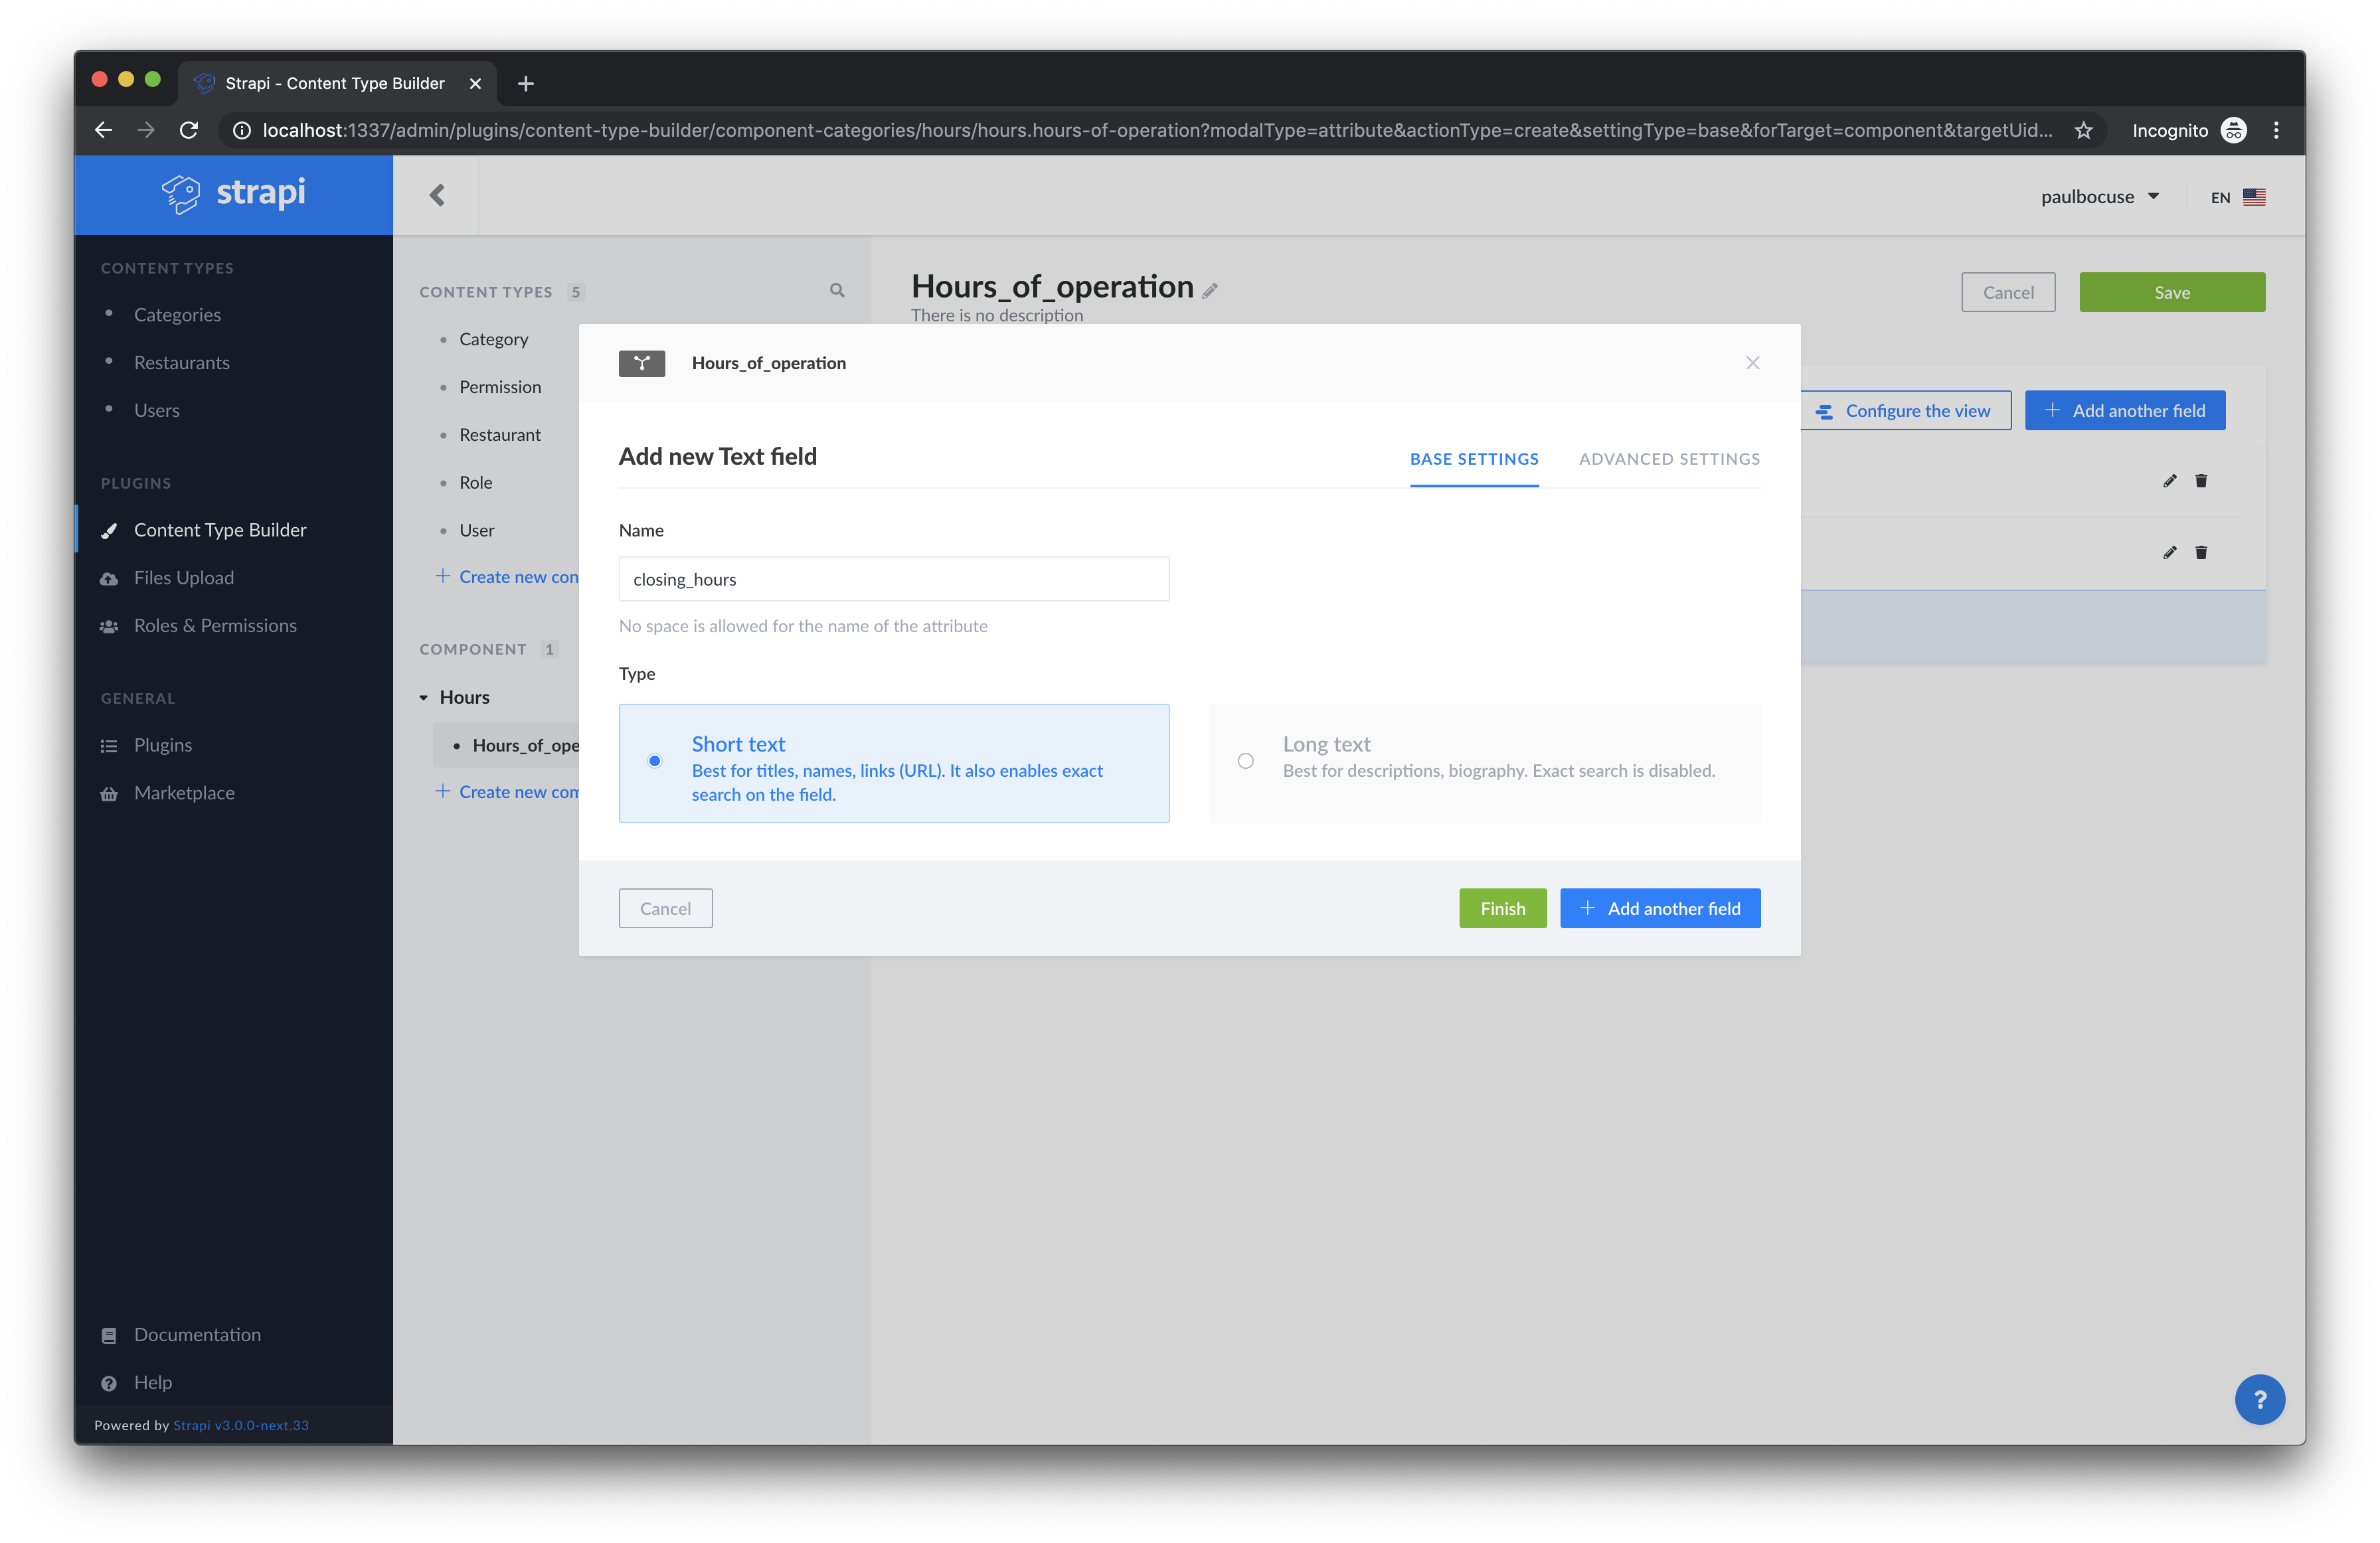 Strapi - Content Type Builder
localhost:1337/admin/plugins/content-type-builder/component-categories/hours/hours.hours-of-operation?modalType=attribute&actionType=create&settingType=base&forTarget=component&targetUid...
Incognito
strapi
paulbocuse
EN
CONTENT TYPES
Categories
Restaurants
Users
PLUGINS
Content Type Builder
Files Upload
Roles & Permissions
GENERAL
Plugins
Marketplace
Documentation
Help
Powered by Strapi v3.0.0-next.33
CONTENT TYPES 5
Category
Permission
Restaurant
Role
User
+ Create new con
COMPONENT 1
Hours
Hours_of_ope
+ Create new com
Hours_of_operation
There is no description
Cancel
Save
Configure the view
+ Add another field
Hours_of_operation
Add new Text field
BASE SETTINGS
ADVANCED SETTINGS
Name
closing_hours
No space is allowed for the name of the attribute
Type
Short text
Best for titles, names, links (URL). It also enables exact
search on the field.
Long text
Best for descriptions, biography. Exact search is disabled.
Cancel
Finish
+ Add another field
?